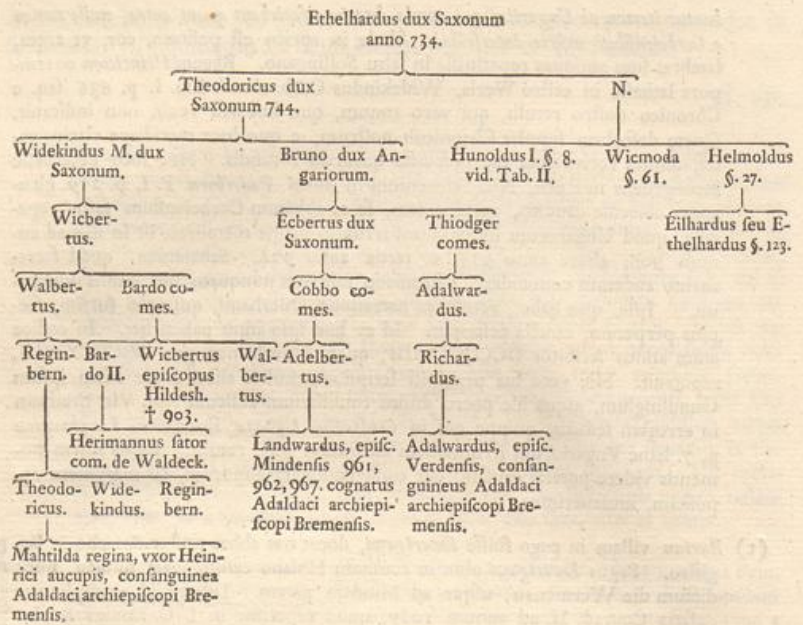 Ethelhardus dux Saxonum
anno 734.
Theodoricus dux
Saxonum 744.
N.
Widekindus M. dux
Saxonum.
Bruno dux An-
gariorum.
Hunoldus I. §. 8.
vid. Tab. II.
Wicmoda
§. 61.
Helmoldus
§. 27.
Wicber-
tus.
Ecbertus dux
Saxonum.
Thiodger
comes.
Eilhardus ſeu E-
thelhardus §. 123.
Walber-
tus.
Bardo co-
mes.
Cobbo co-
mes.
Adalwar-
dus.
Regin-
bern.
Bar-
do II.
Wicbertus
epiſcopus
Hildesh.
† 903.
Wal-
ber-
tus.
Adelber-
tus.
Richar-
dus.
Herimannus ſator
com. de Waldeck.
Landwardus, epiſc.
Mindenſis 961,
962, 967. cognatus
Adaldaci archiepi-
ſcopi Bremenſis.
Adalwardus, epiſc.
Verdenſis, conſan-
guineus Adaldaci
archiepiſcopi Bre-
menſis.
Theodo-
ricus.
Wide-
kindus.
Regin-
bern.
Mahtilda regina, vxor Hein-
rici aucupis, conſanguinea
Adaldaci archiepiſcopi Bre-
menſis.